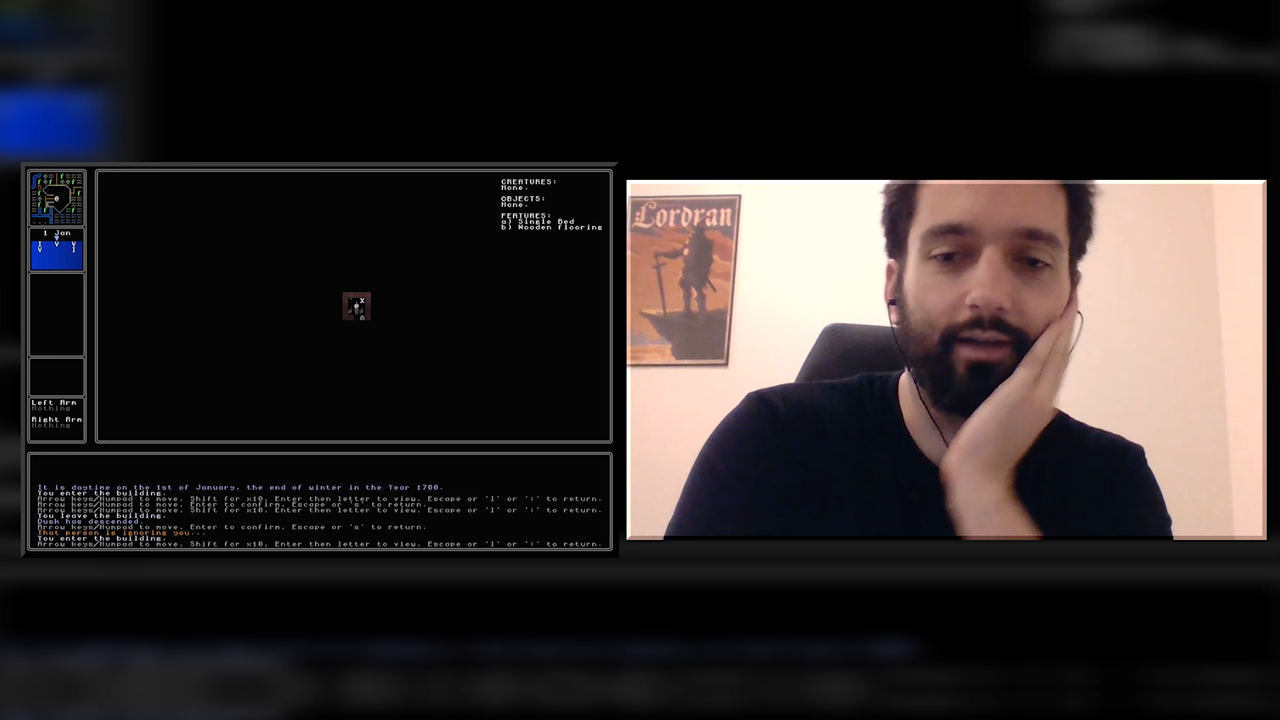 1 Jan
Left Arm
Nothing
Right Arm
Nothing
CREATURES:
None.
OBJECTS:
None.
FEATURES:
a) Single Bed
b) Wooden flooring
It is daytime on the 1st of January, the end of winter in the Year 1700.
You enter the building.
Arrow keys/Numpad to move, Shift for x10, Enter then letter to view. Escape or 'l' or ';' to return.
Arrow keys/Numpad to move, Enter to confirm. Escape or 's' to return.
Arrow keys/Numpad to move, Shift for x10, Enter then letter to view. Escape or 'l' or ';' to return.
You leave the building.
Dusk has descended.
Arrow keys/Numpad to move, Enter to confirm. Escape or 's' to return.
That person is ignoring you...
You enter the building.
Arrow keys/Numpad to move, Shift for x10, Enter then letter to view. Escape or 'l' or ';' to return.
Lordran